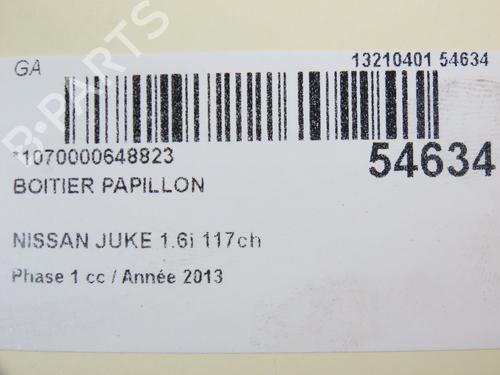 GA
13210401 54634
*1070000648823
54634
BOITIER PAPILLON
NISSAN JUKE 1.6i 117ch
Phase 1 cc / Année 2013
B-PARTS